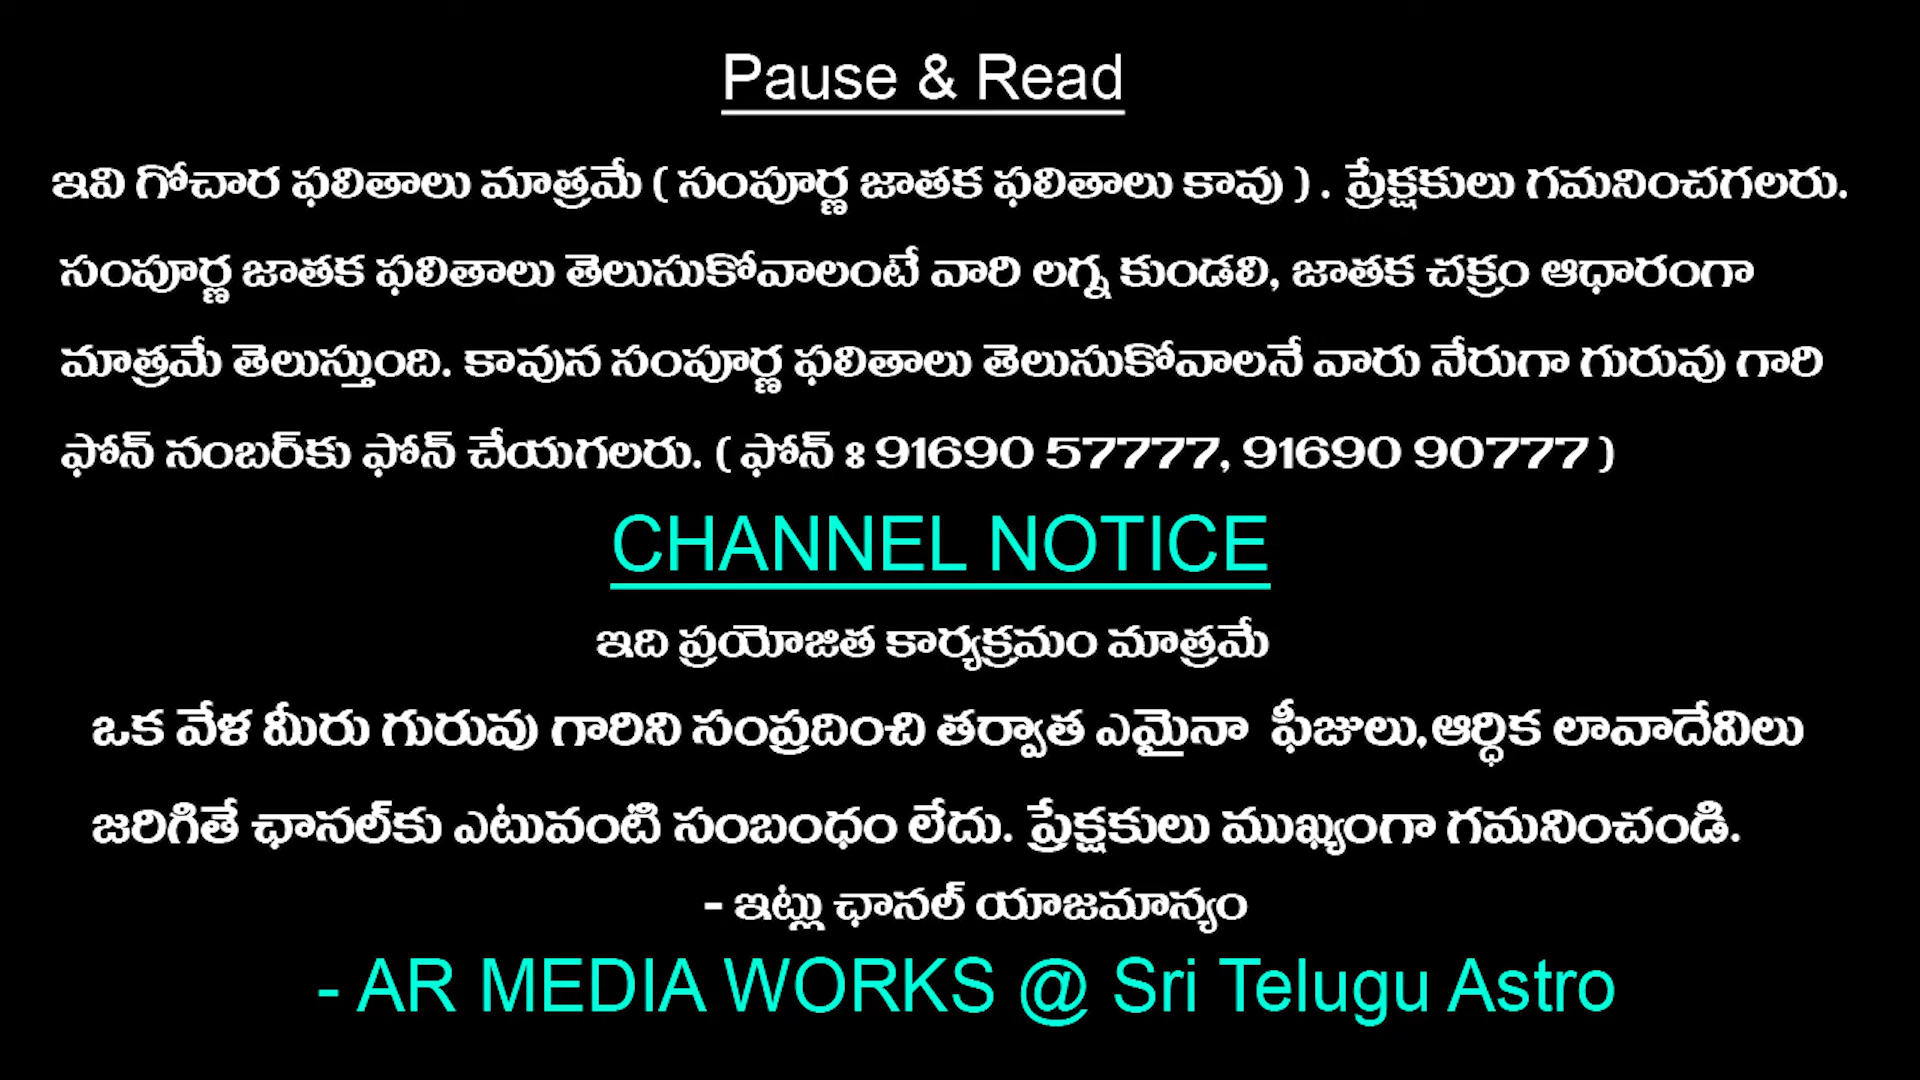 Pause & Read
ఇవి గోచార ఫలితాలు మాత్రమే ( సంపూర్ణ జాతక ఫలితాలు కావు ) . ప్రేక్షకులు గమనించగలరు.
సంపూర్ణ జాతక ఫలితాలు తెలుసుకోవాలంటే వారి లగ్న కుండలి, జాతక చక్రం ఆధారంగా
మాత్రమే తెలుస్తుంది. కావున సంపూర్ణ ఫలితాలు తెలుసుకోవాలనే వారు నేరుగా గురువు గారి
ఫోన్ నంబర్‌కు ఫోన్ చేయగలరు. ( ఫోన్ ః 91690 57777, 91690 90777 )
CHANNEL NOTICE
ఇది ప్రయోజిత కార్యక్రమం మాత్రమే
ఒక వేళ మీరు గురువు గారిని సంప్రదించి తర్వాత ఎమైనా ఫీజులు,ఆర్ధిక లావాదేవిలు
జరిగితే ఛానల్‌కు ఎటువంటి సంబంధం లేదు. ప్రేక్షకులు ముఖ్యంగా గమనించండి.
- ఇట్లు ఛానల్ యాజమాన్యం
- AR MEDIA WORKS @ Sri Telugu Astro